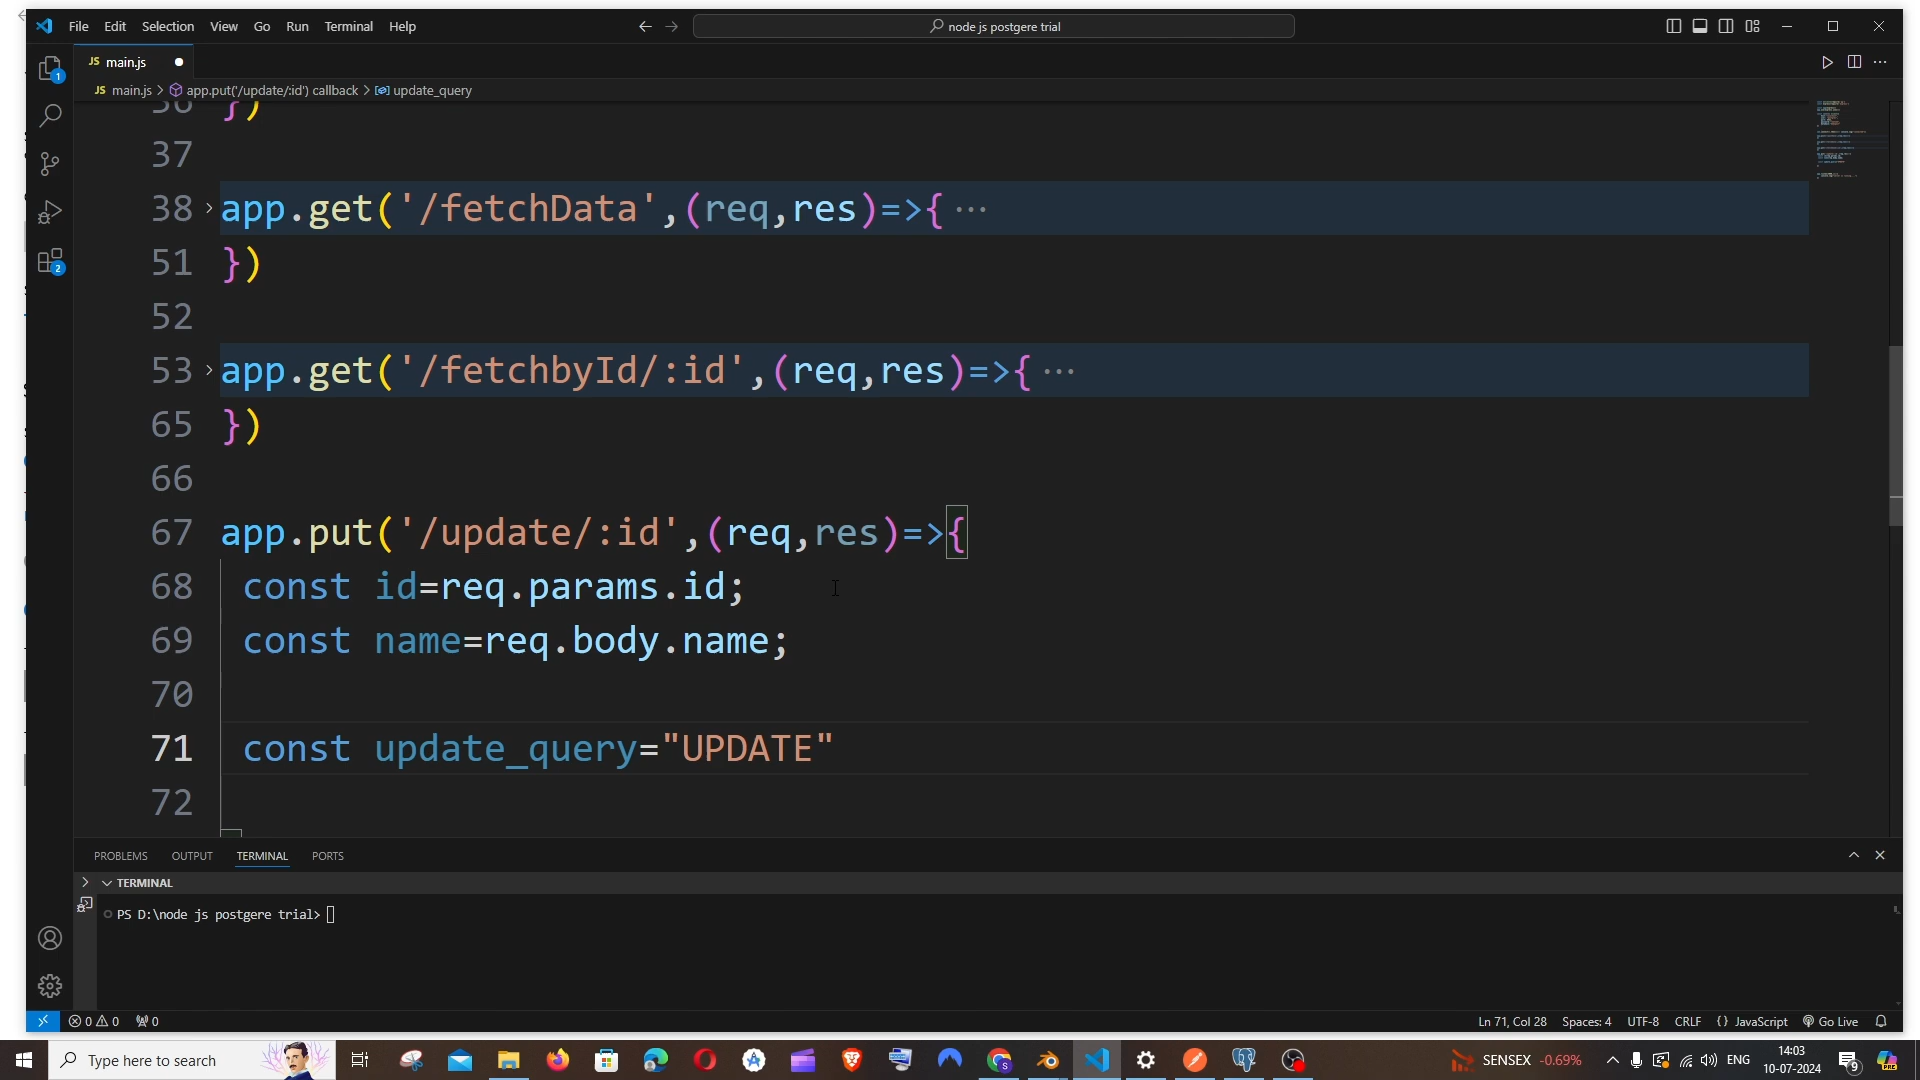 File Edit Selection View Go Run Terminal Help
node js postgere trial
JS main.js
JS main.js > app.put('/update/:id') callback > update_query
36 })
37
38 app.get('/fetchData',(req,res)=>{ ...
51 })
52
53 app.get('/fetchbyId/:id',(req,res)=>{ ...
65 })
66
67 app.put('/update/:id',(req,res)=>{
68 const id=req.params.id;
69 const name=req.body.name;
70
71 const update_query="UPDATE"
72
PROBLEMS OUTPUT TERMINAL PORTS
TERMINAL
PS D:\node js postgere trial>
0 0 0
Ln 71, Col 28 Spaces: 4 UTF-8 CRLF {} JavaScript Go Live
Type here to search
SENSEX -0.69% ENG 14:03
10-07-2024